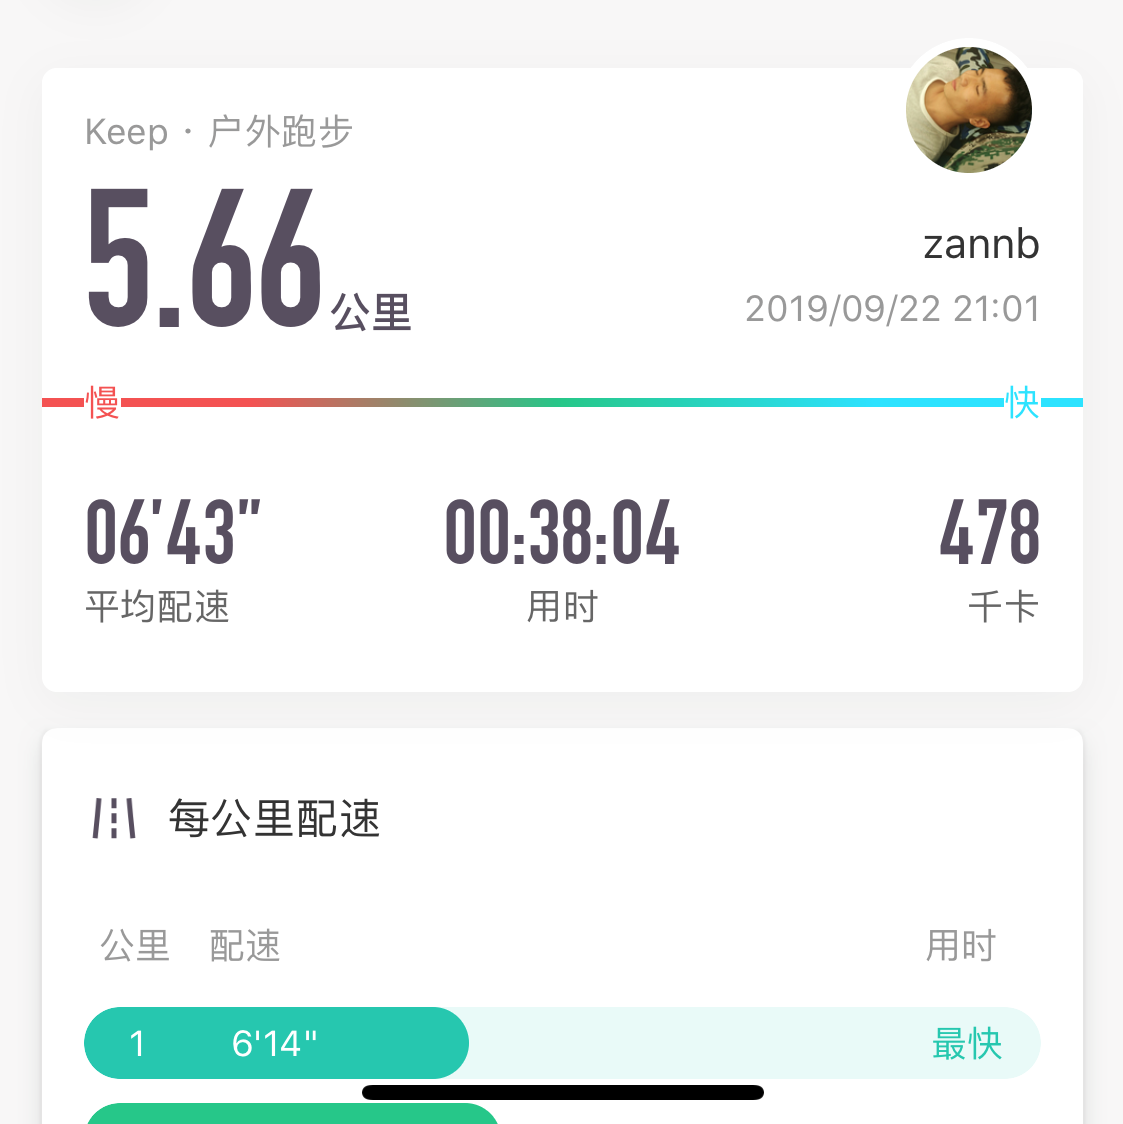 Keep · 户外跑步
5.66公里
zannb
2019/09/22 21:01
慢 快
06'43" 00:38:04 478
平均配速 用时 千卡
每公里配速
公里 配速 用时
1 6'14" 最快